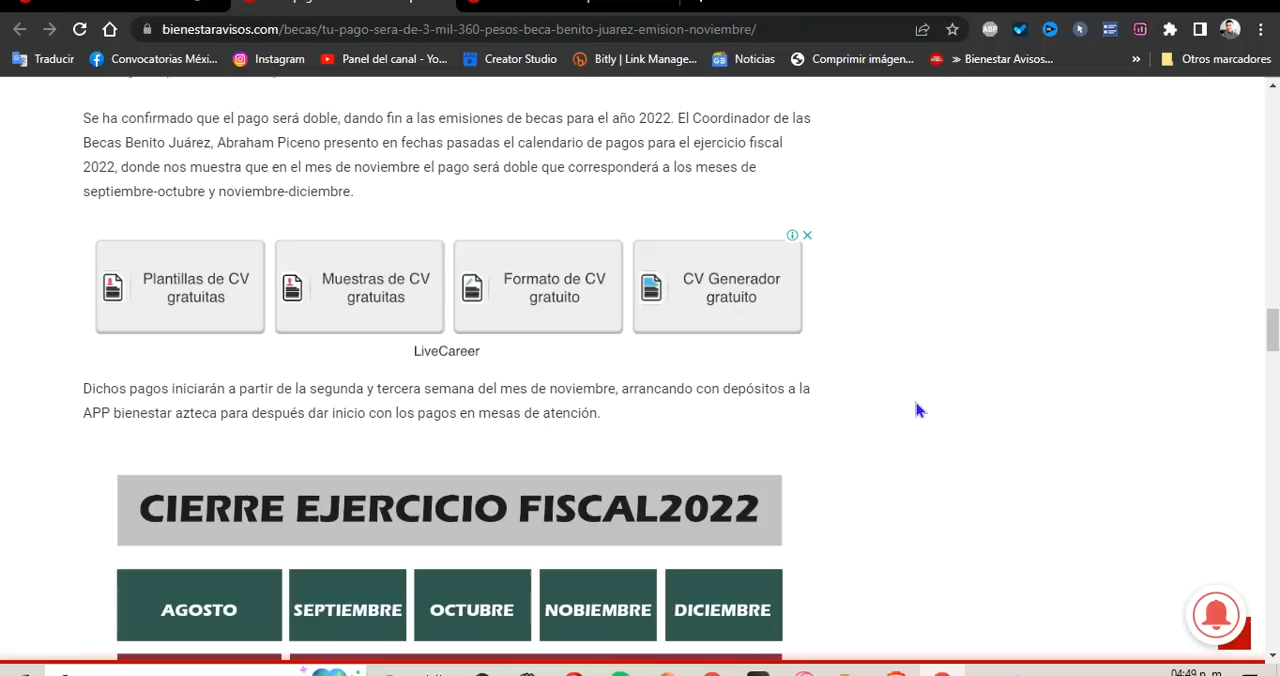 bienestaravisos.com/becas/tu-pago-sera-de-3-mil-360-pesos-beca-benito-juarez-emision-noviembre/
ABP
Traducir
Convocatorias Méxi...
Instagram
Panel del canal - Yo...
Creator Studio
Bitly | Link Manage...
Noticias
Comprimir imágen...
≫ Bienestar Avisos...
»
Otros marcadores
Se ha confirmado que el pago será doble, dando fin a las emisiones de becas para el año 2022. El Coordinador de las
Becas Benito Juárez, Abraham Piceno presento en fechas pasadas el calendario de pagos para el ejercicio fiscal
2022, donde nos muestra que en el mes de noviembre el pago será doble que corresponderá a los meses de
septiembre-octubre y noviembre-diciembre.
Plantillas de CV
gratuitas
Muestras de CV
gratuitas
Formato de CV
gratuito
CV Generador
gratuito
LiveCareer
Dichos pagos iniciarán a partir de la segunda y tercera semana del mes de noviembre, arrancando con depósitos a la
APP bienestar azteca para después dar inicio con los pagos en mesas de atención.
CIERRE EJERCICIO FISCAL2022
AGOSTO SEPTIEMBRE OCTUBRE NOBIEMBRE DICIEMBRE
04:49 p. m.